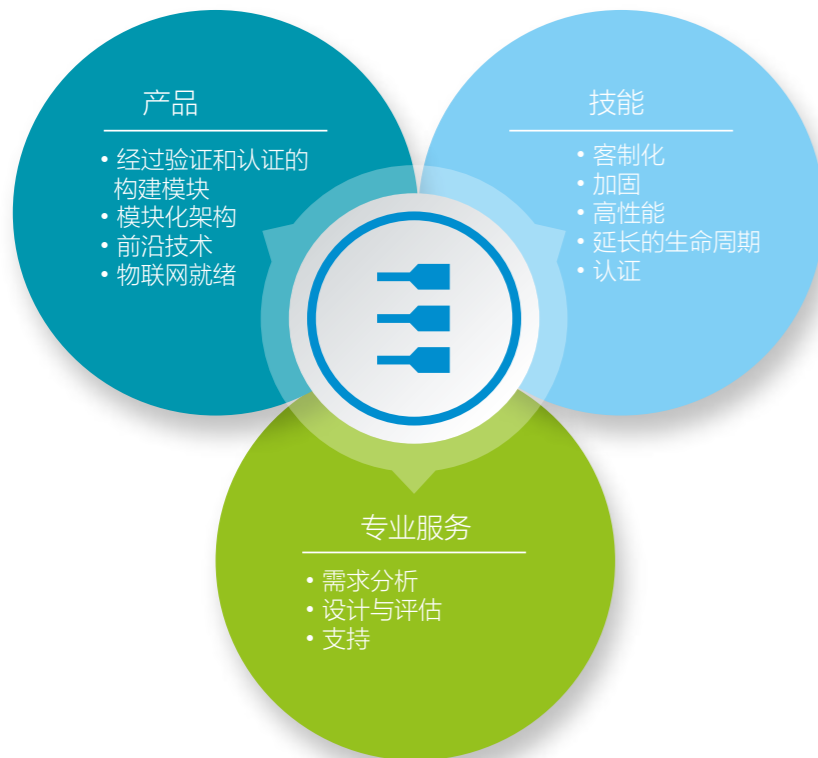 产品
• 经过验证和认证的
构建模块
• 模块化架构
• 前沿技术
• 物联网就绪
技能
• 客制化
• 加固
• 高性能
• 延长的生命周期
• 认证
专业服务
• 需求分析
• 设计与评估
• 支持